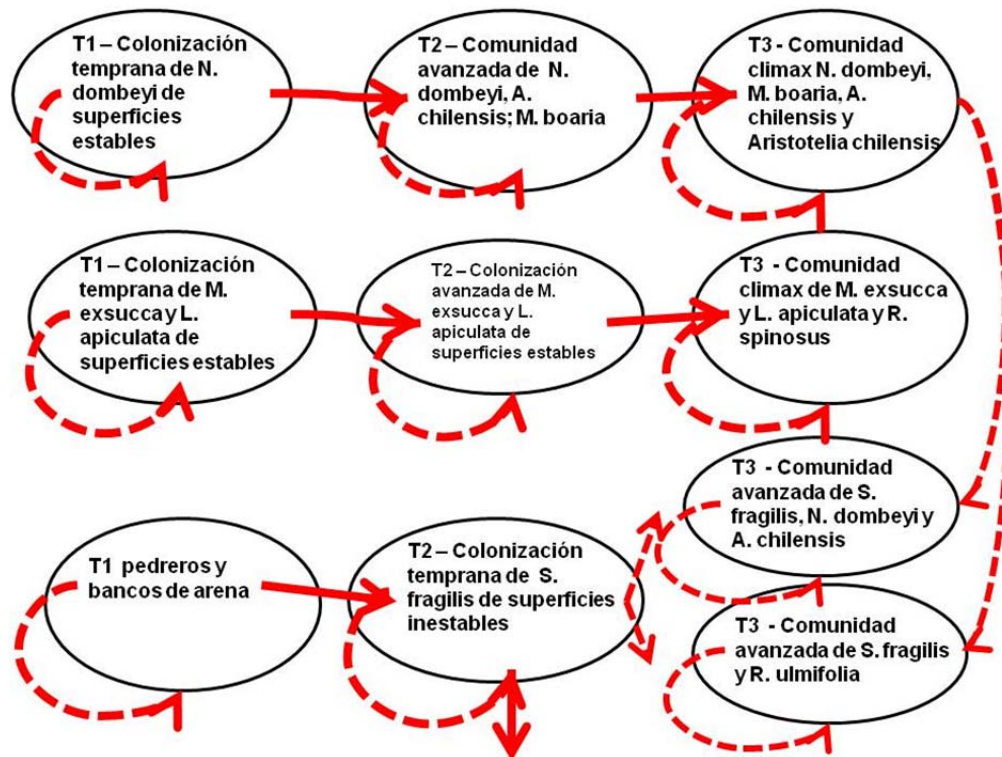 T1 – Colonización
temprana de N.
dombeyi de
superficies
estables
T2 – Comunidad
avanzada de N.
dombeyi, A.
chilensis; M. boaria
T3 - Comunidad
climax N. dombeyi,
M. boaria, A.
chilensis y
Aristotelia chilensis
T1 – Colonización
temprana de M.
exsucca y L.
apiculata de
superficies estables
T2 – Colonización
avanzada de M.
exsucca y L.
apiculata de
superficies estables
T3 - Comunidad
climax de M. exsucca
y L. apiculata y R.
spinosus
T1 pedreros y
bancos de arena
T2 – Colonización
temprana de S.
fragilis de superficies
inestables
T3 - Comunidad
avanzada de S.
fragilis, N. dombeyi y
A. chilensis
T3 - Comunidad
avanzada de S. fragilis
y R. ulmifolia